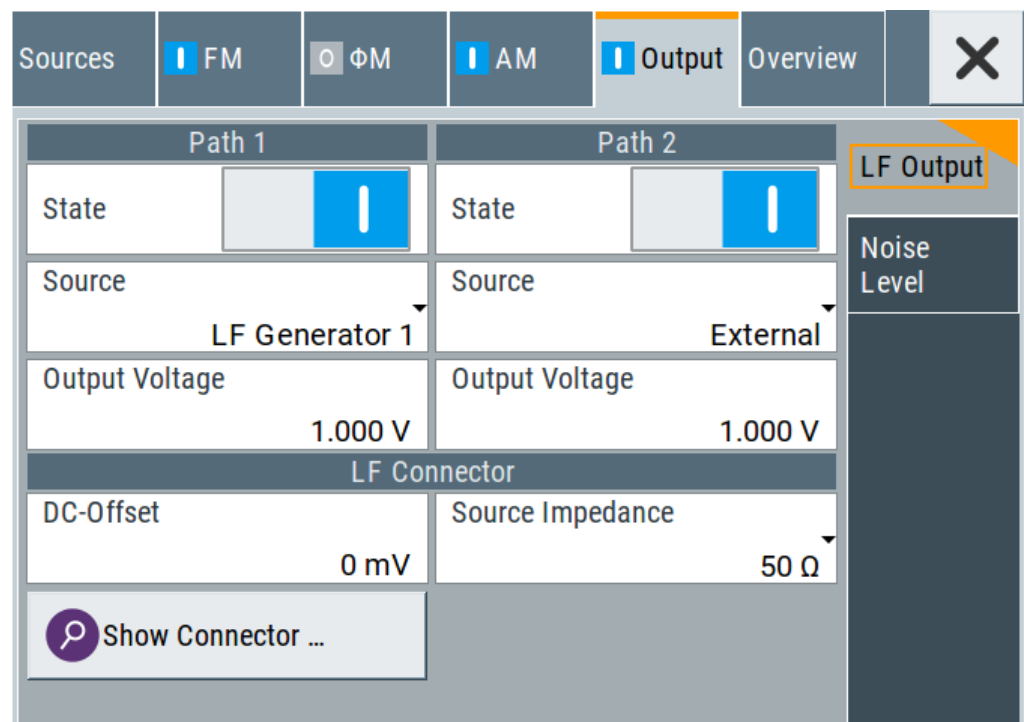 Sources
FM
ΦM
AM
Output
Overview
Path 1
Path 2
LF Output
State
State
Noise
Level
Source
LF Generator 1
Source
External
Output Voltage
1.000 V
Output Voltage
1.000 V
LF Connector
DC-Offset
0 mV
Source Impedance
50 Ω
Show Connector ...